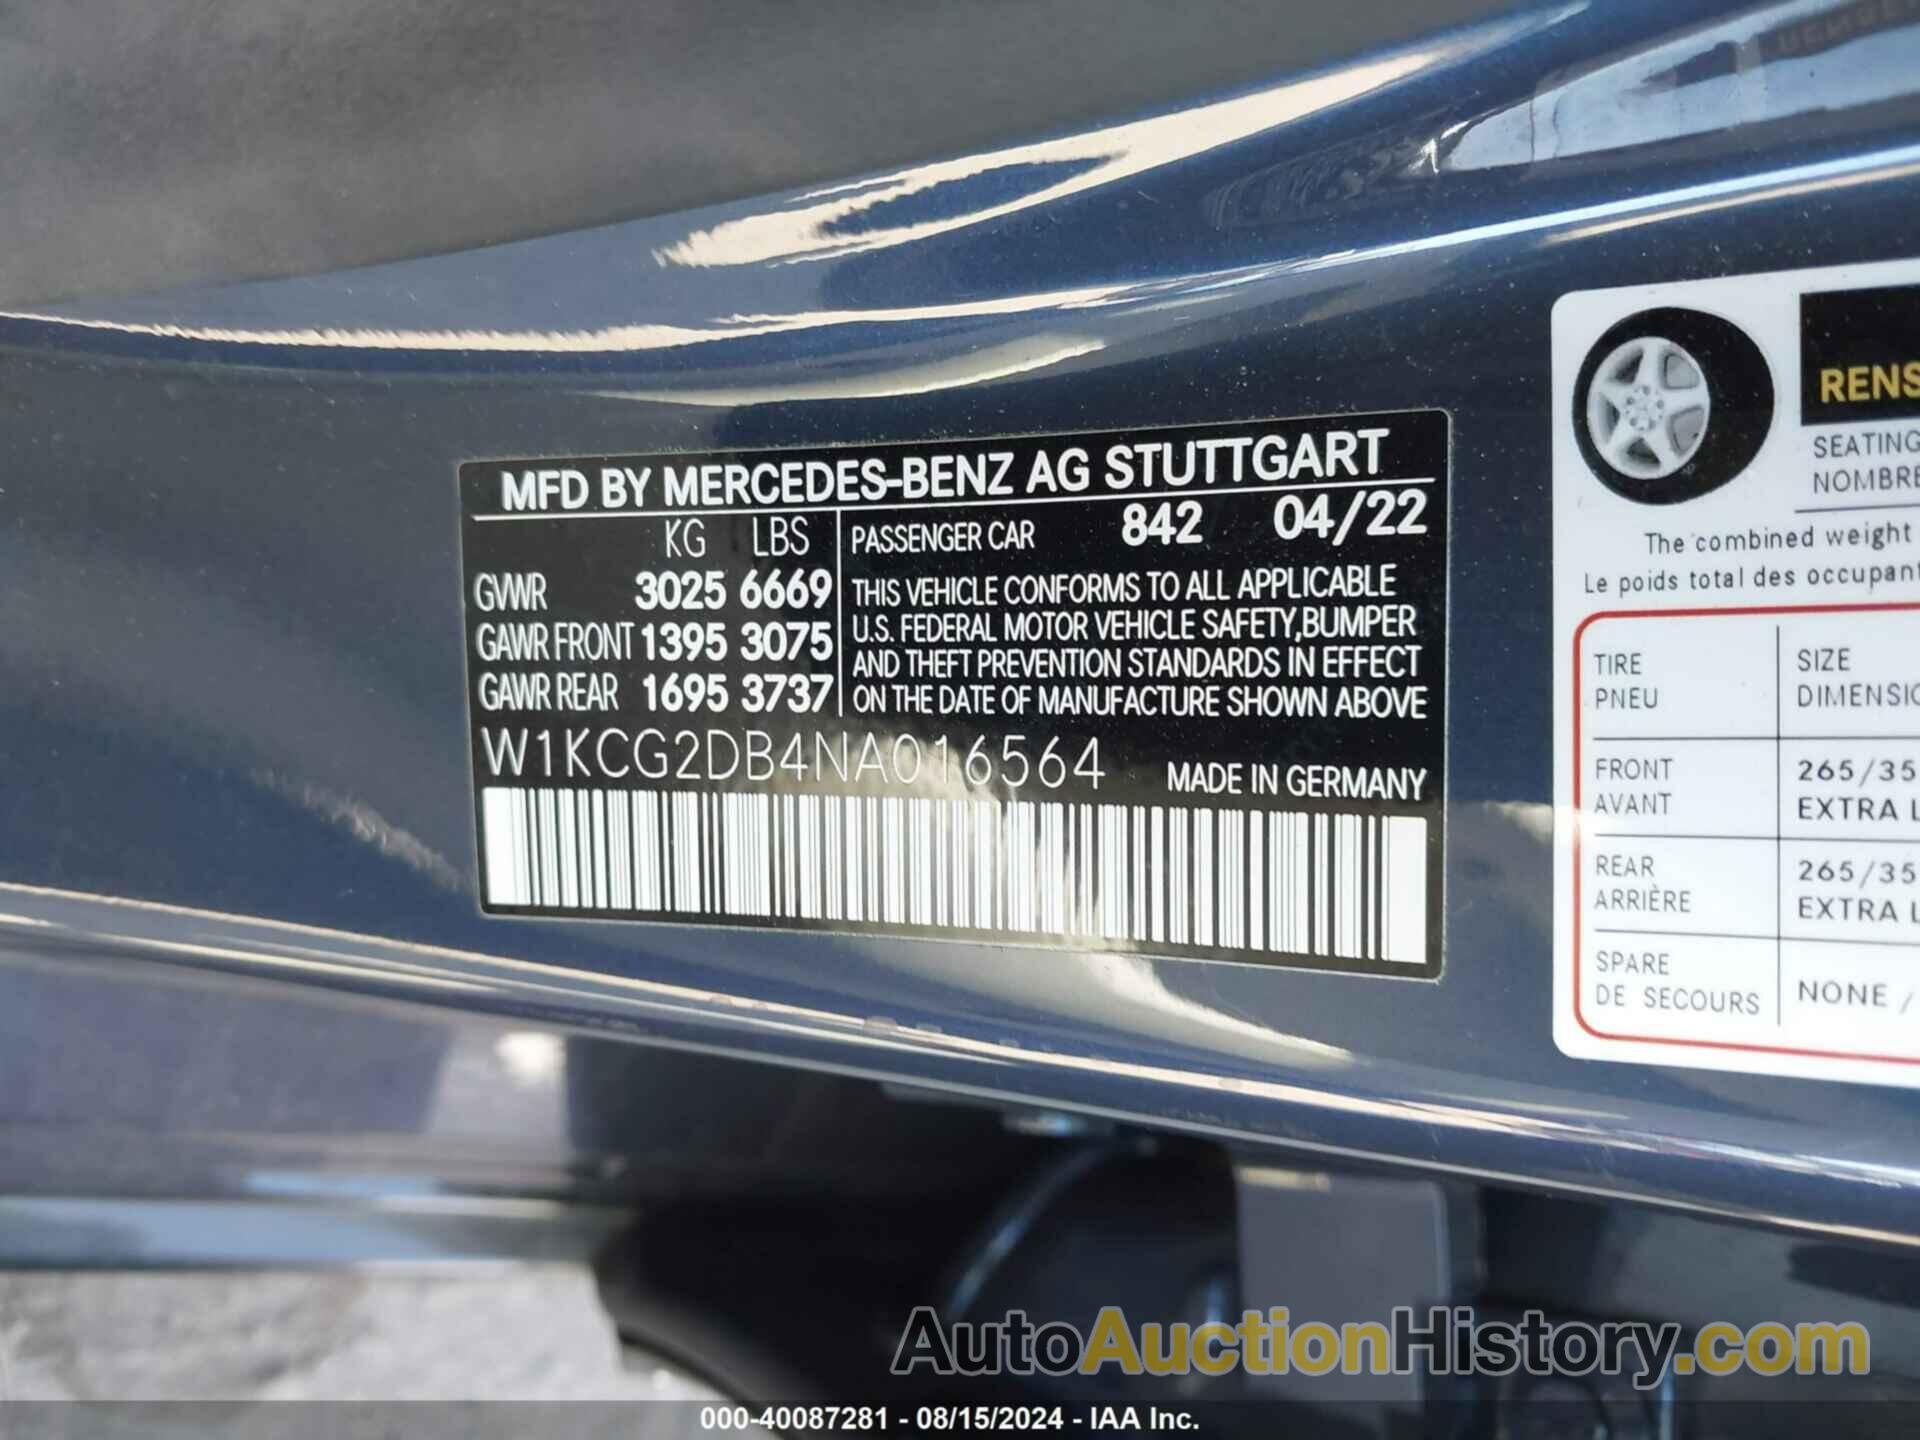 MFD BY MERCEDES-BENZ AG STUTTGART
KG LBS
GVWR 3025 6669
GAWR FRONT 1395 3075
GAWR REAR 1695 3737
PASSENGER CAR 842 04/22
THIS VEHICLE CONFORMS TO ALL APPLICABLE
U.S. FEDERAL MOTOR VEHICLE SAFETY,BUMPER
AND THEFT PREVENTION STANDARDS IN EFFECT
ON THE DATE OF MANUFACTURE SHOWN ABOVE
W1KCG2DB4NA016564
MADE IN GERMANY
RENS
SEATING
NOMBRE
The combined weight
Le poids total des occupant
TIRE SIZE
PNEU DIMENSIO
FRONT 265/35
AVANT EXTRA L
REAR 265/35
ARRIÈRE EXTRA L
SPARE
DE SECOURS NONE /
AutoAuctionHistory.com
000-40087281 - 08/15/2024 - IAA Inc.